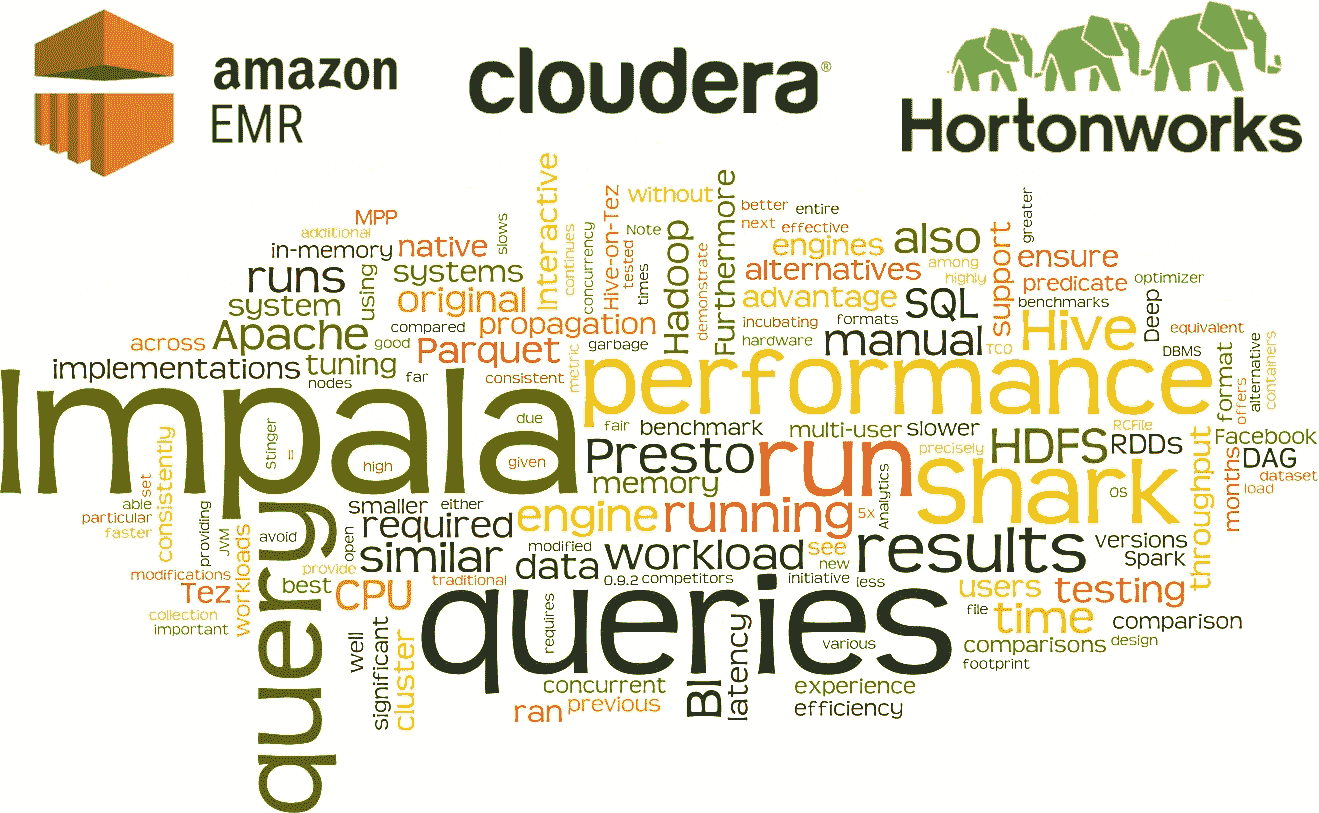 amazon
EMR
cloudera®
Hortonworks
Interactive
without
Furthermore
better
entire
MPP
additional
slows
continues
concurrency
Hive-on-Tez
tested
Note
times
Hadoop
demonstrate
next
effective
greater
in-memory
native
engines
also
support
ensure
runs
using
systems
alternatives
among
highly
predicate
optimizer
system
original
advantage
SQL
benchmarks
Deep
Apache
compared
propagation
incubating
formats
Hive
equivalent
across
good
Parquet
garbage
hardware
manual
TCO
DBMS
format
offers
alternative
containers
implementations
tuning
nodes
far
consistent
metric
performance
Impala
due
fair
benchmark
multi-user
slower
precisely
HDFS
RCFile
RDDs
Facebook
Stinger
II
high
given
Presto
run
Shark
OS
throughput
months
DAG
dataset
load
memory
Analytics
able
set
consistently
particular
faster
providing
JVM
workloads
query
avoid
open
smaller
either
required
engine
running
5x
similar
modified
data
workload
see
new
results
versions
Spark
modifications
Tez
best
provide
CPU
traditional
0.9.2
competitors
initiative
less
users
testing
collection
important
well
significant
cluster
queries
requires
file
time
comparison
various
comparisons
design
footprint
concurrent
BI
latency
experience
ran
previous
efficiency